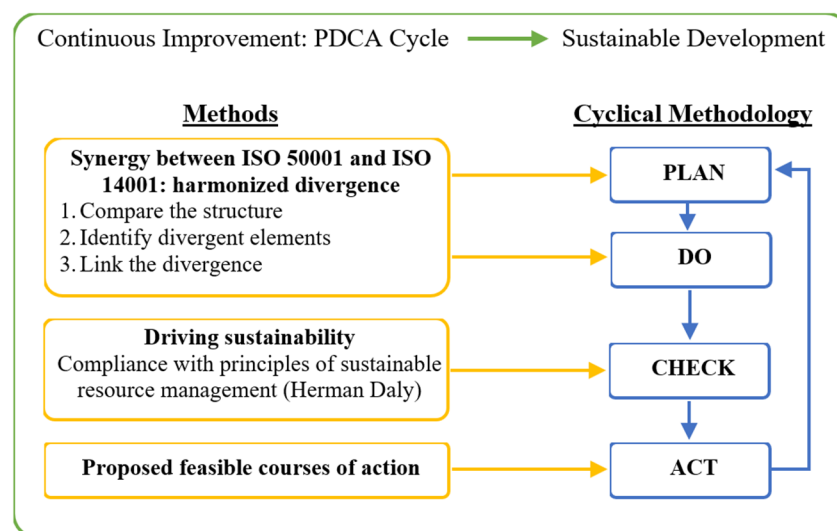 Continuous Improvement: PDCA Cycle
Sustainable Development
Methods
Cyclical Methodology
Synergy between ISO 50001 and ISO
14001: harmonized divergence
1. Compare the structure
2. Identify divergent elements
3. Link the divergence
PLAN
DO
Driving sustainability
Compliance with principles of sustainable
resource management (Herman Daly)
CHECK
Proposed feasible courses of action
ACT